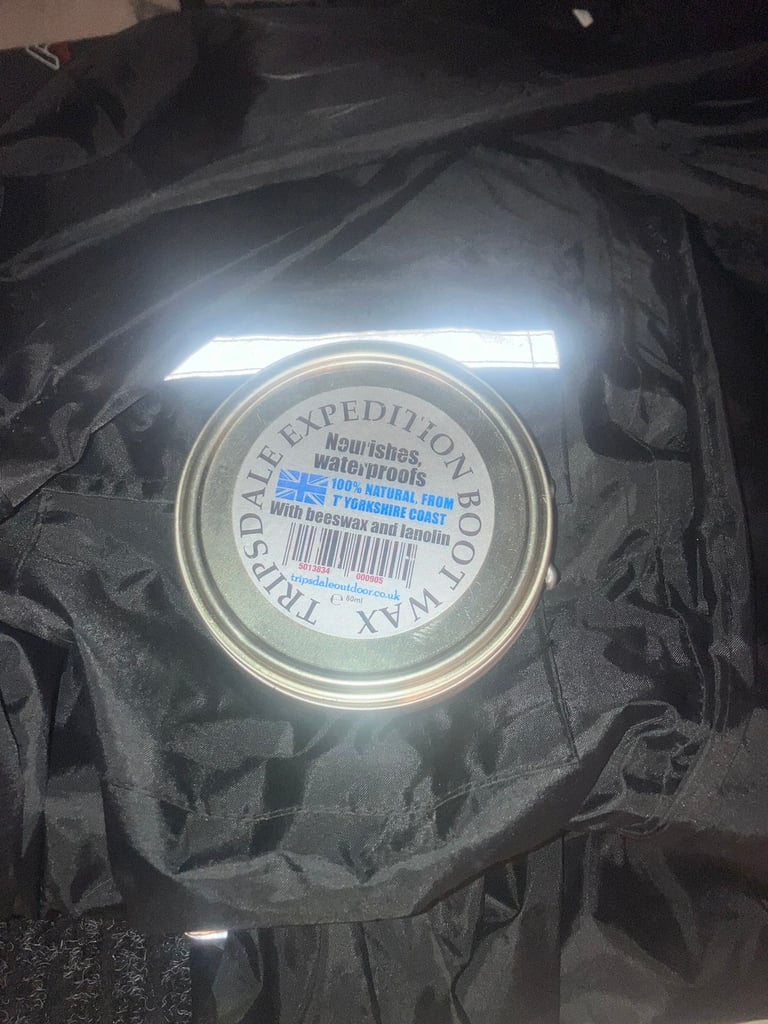 TRIPSDALE EXPEDITION BOOT WAX
Nourishes,
waterproofs
100% NATURAL, FROM
T' YORKSHIRE COAST
With beeswax and lanolin
5013834 000905
tripsdaleoutdoor.co.uk
℮ 80ml